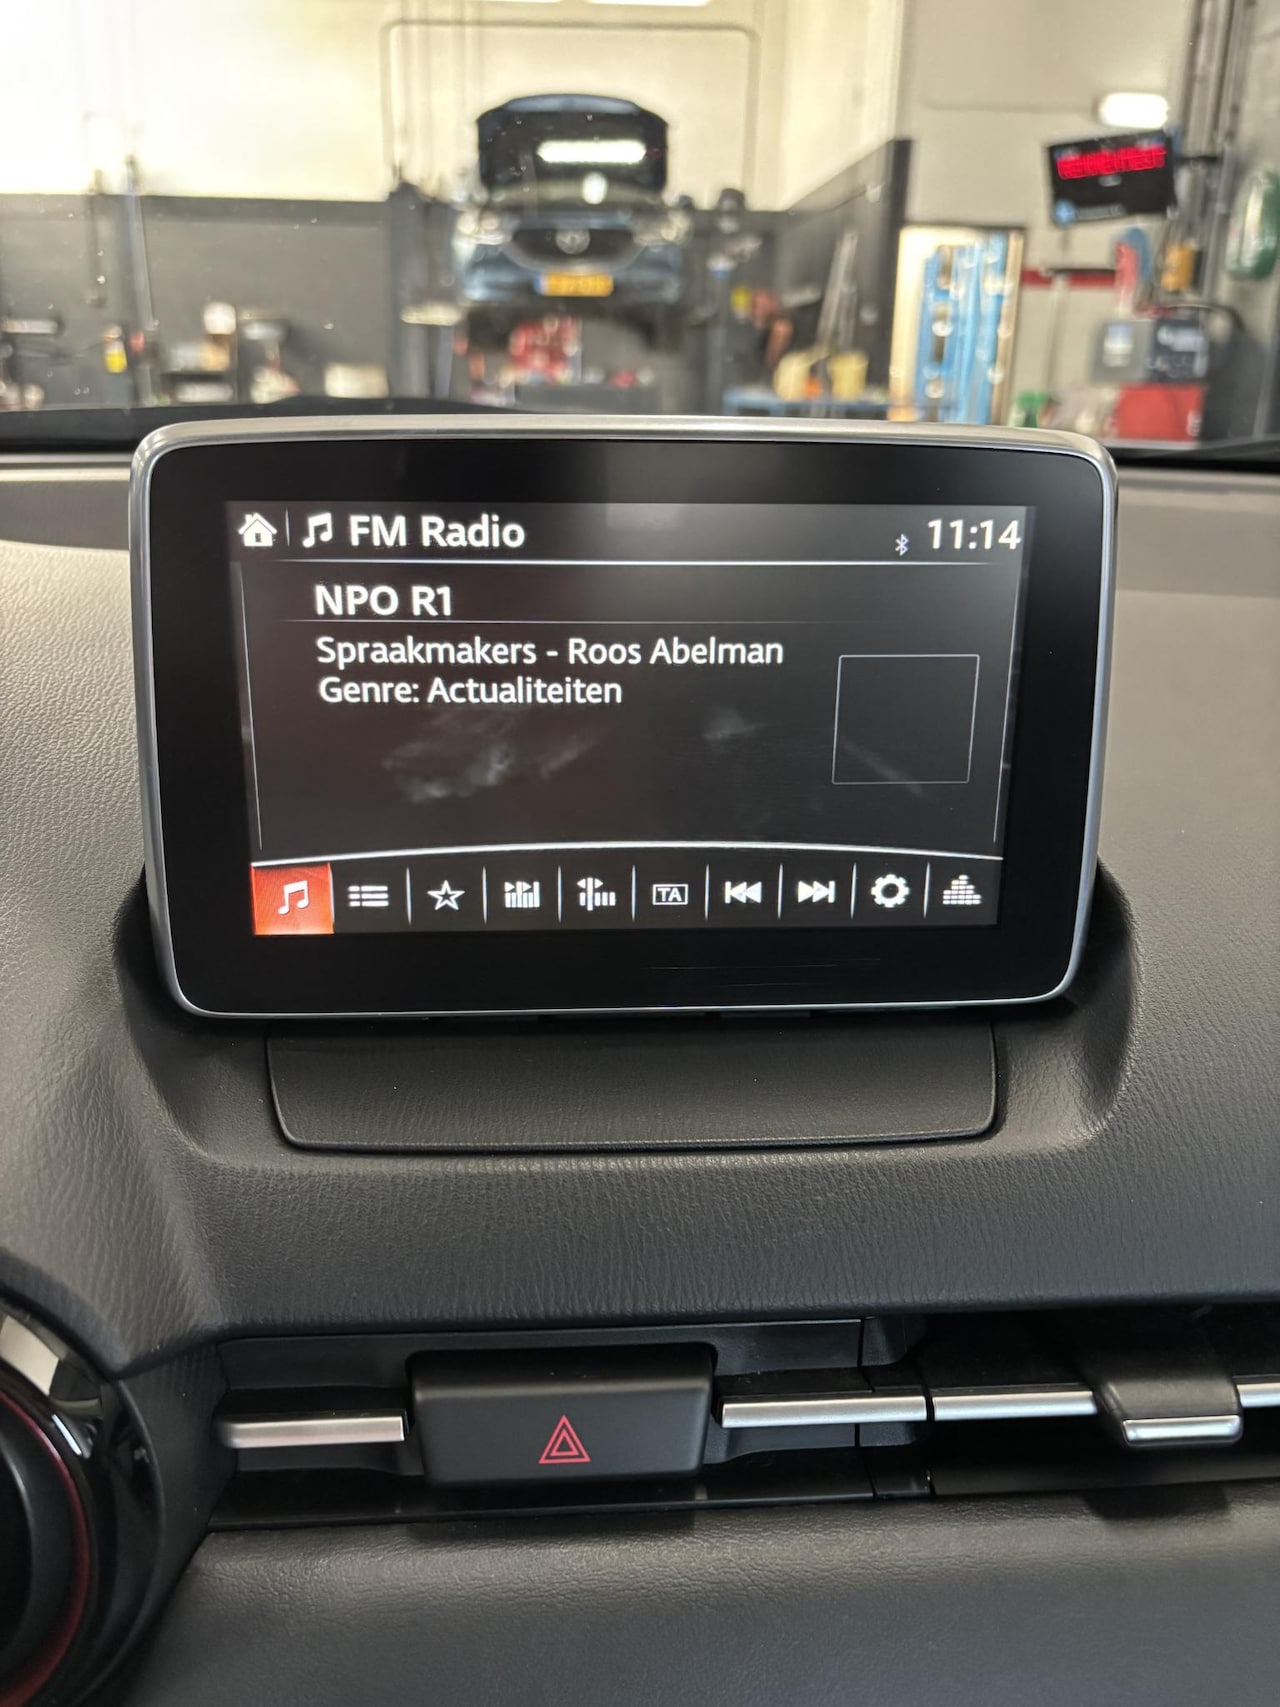 FM Radio
11:14
NPO R1
Spraakmakers - Roos Abelman
Genre: Actualiteiten
TA